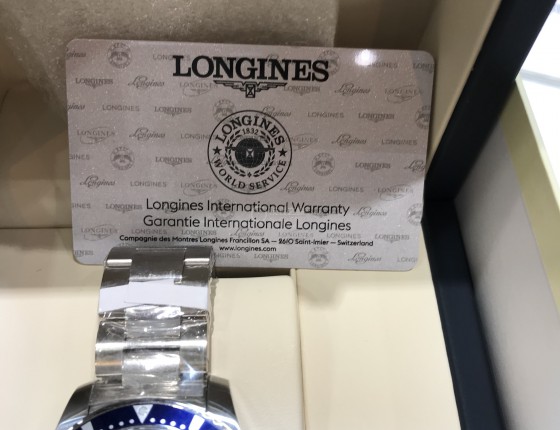 LONGINES
LONGINES
1832
WORLD SERVICE
Longines International Warranty
Garantie Internationale Longines
Compagnie des Montres Longines Francillon SA – 2610 Saint-Imier – Switzerland
www.longines.com